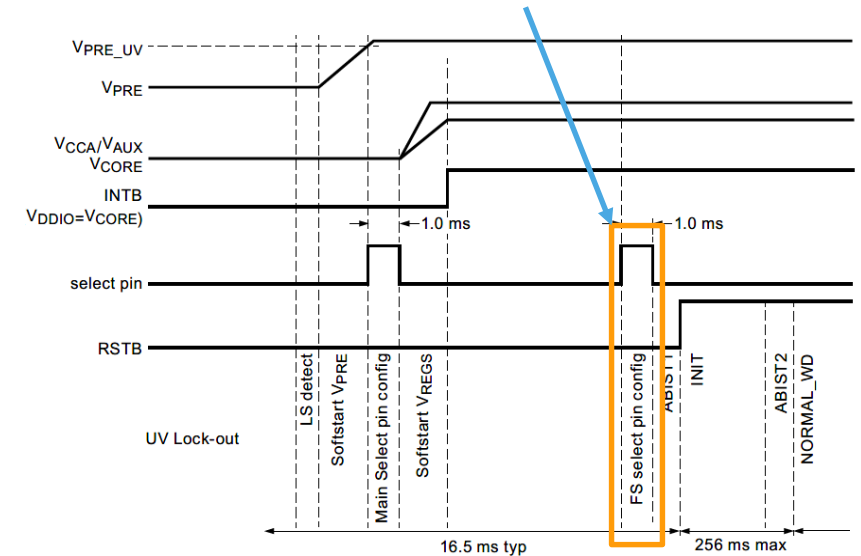 VPRE_UV
VPRE
VCCA/VAUX
VCORE
INTB
VDDIO=VCORE)
1.0 ms
1.0 ms
select pin
RSTB
LS detect
Softstart VPRE
Main Select pin config
Softstart VREGS
FS select pin config
ABIST1
INIT
ABIST2
NORMAL_WD
UV Lock-out
16.5 ms typ
256 ms max